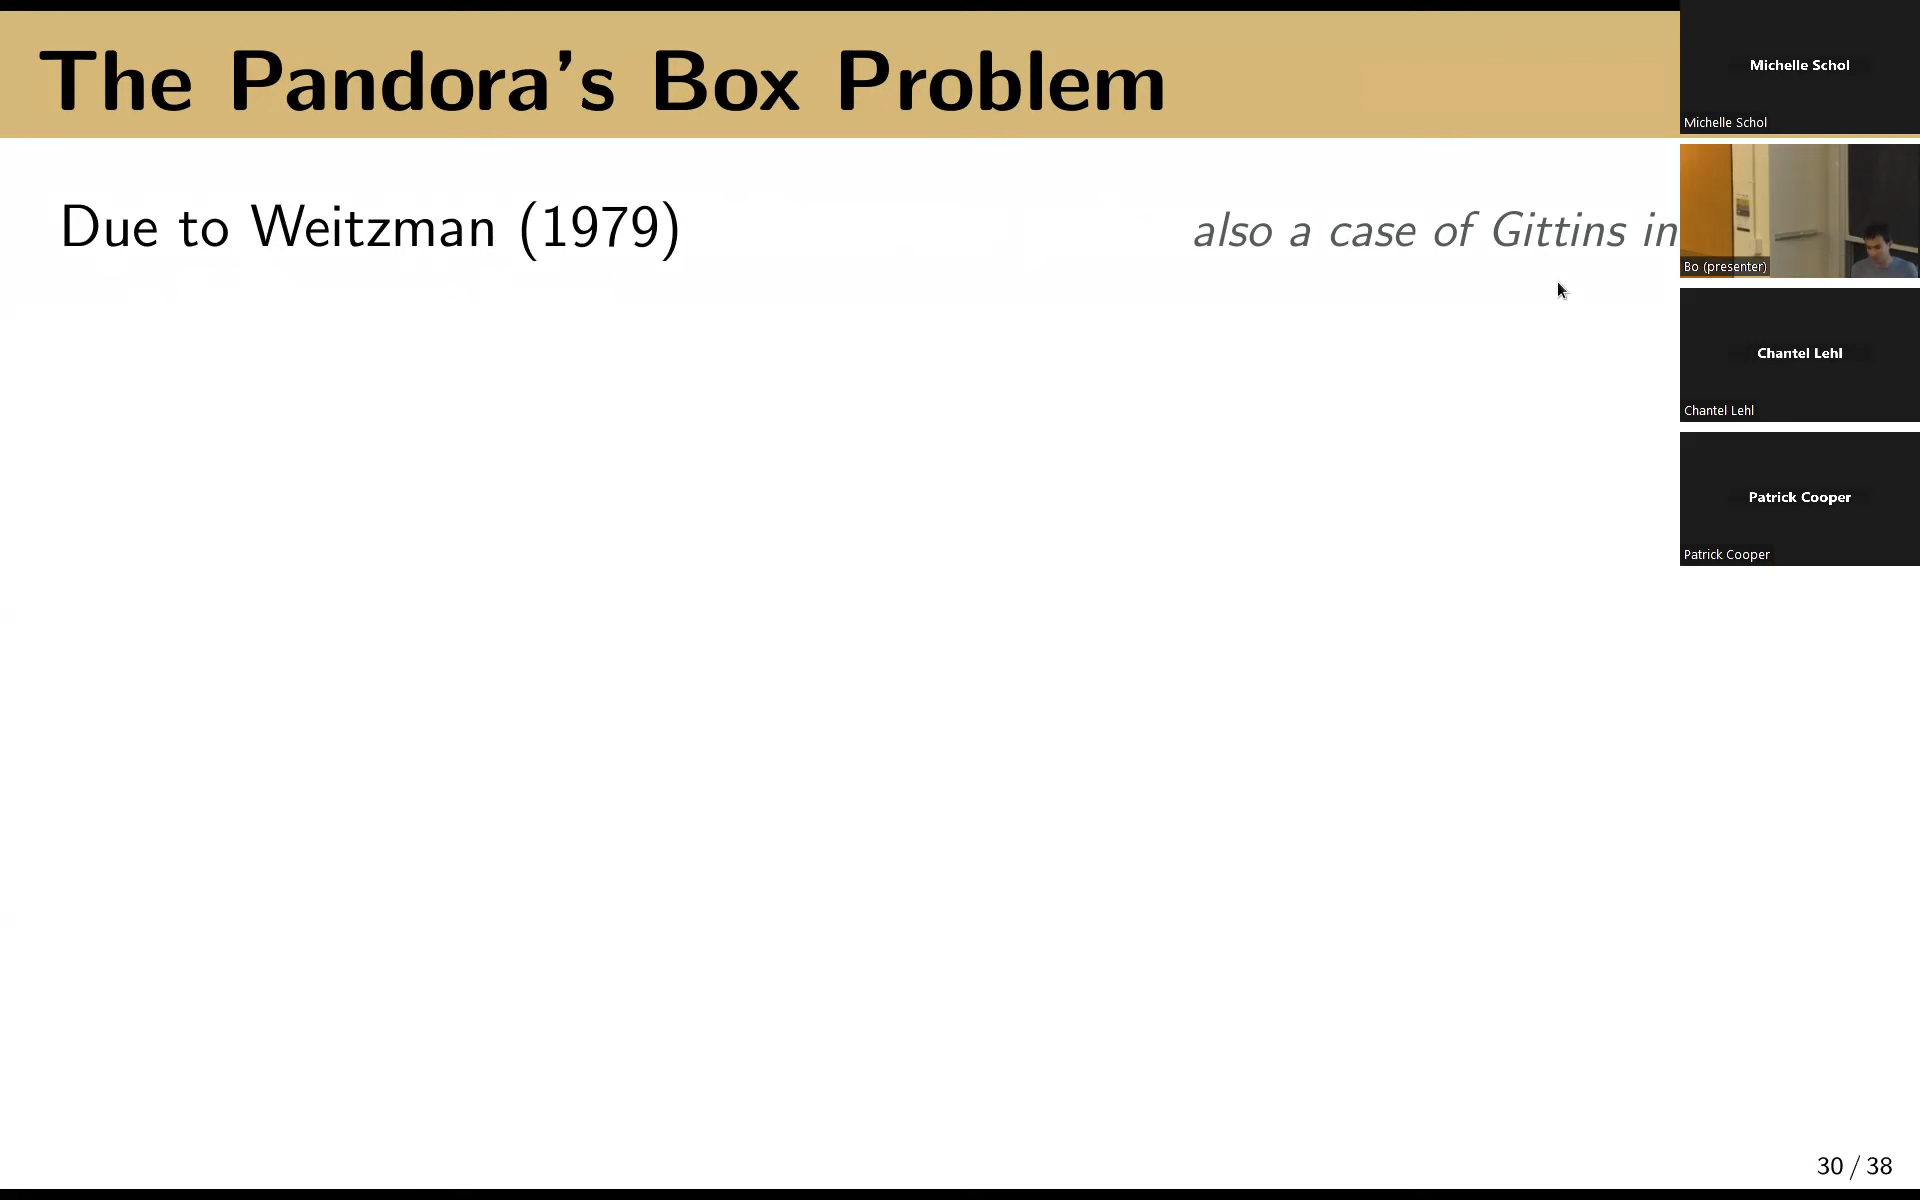 The Pandora's Box Problem
Due to Weitzman (1979)
also a case of Gittins in
Michelle Schol
Michelle Schol
Bo (presenter)
Chantel Lehl
Chantel Lehl
Patrick Cooper
Patrick Cooper
30 / 38